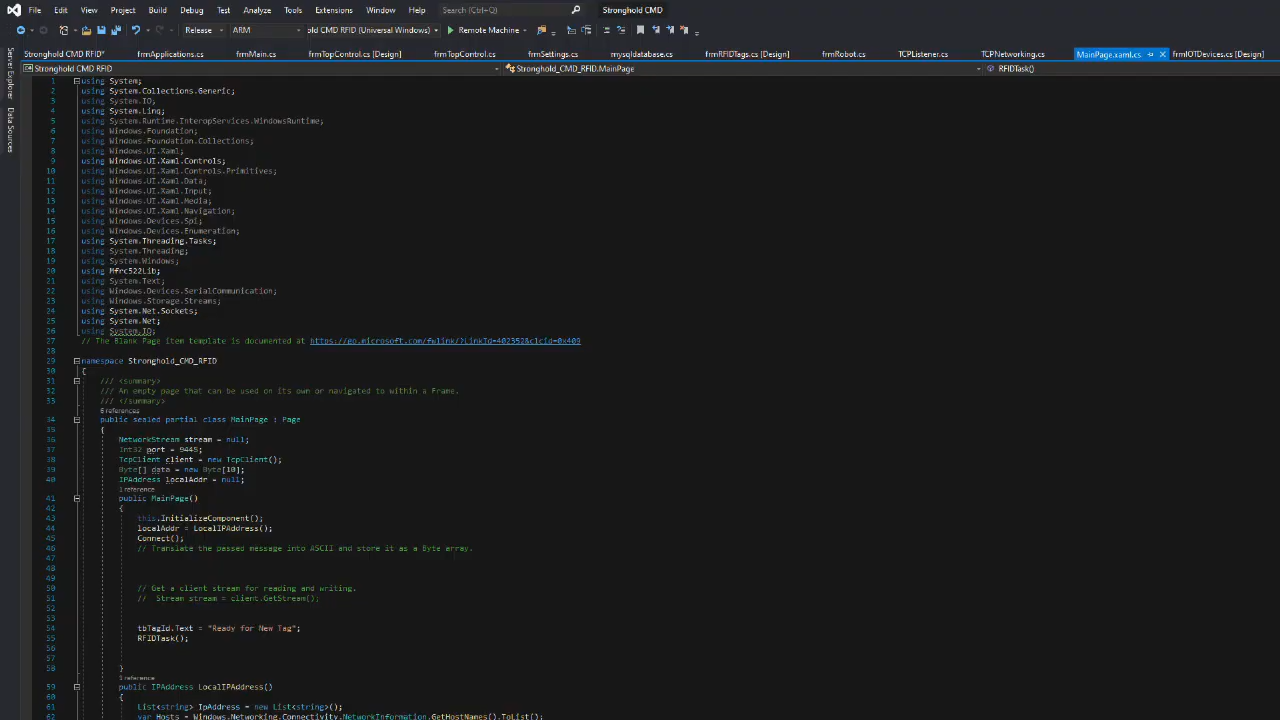 File Edit View Project Build Debug Test Analyze Tools Extensions Window Help Search (Ctrl+Q) Stronghold CMD
Release ARM old CMD RFID (Universal Windows) Remote Machine
Stronghold CMD RFID* frmApplications.cs frmMain.cs frmTopControl.cs [Design] frmTopControl.cs frmSettings.cs mysqldatabase.cs frmRFIDTags.cs [Design] frmRobot.cs TCPListener.cs TCPNetworking.cs MainPage.xaml.cs frmIOTDevices.cs [Design]
Stronghold CMD RFID Stronghold_CMD_RFID.MainPage RFIDTask()
Server Explorer
Data Sources
1 using System;
2 using System.Collections.Generic;
3 using System.IO;
4 using System.Linq;
5 using System.Runtime.InteropServices.WindowsRuntime;
6 using Windows.Foundation;
7 using Windows.Foundation.Collections;
8 using Windows.UI.Xaml;
9 using Windows.UI.Xaml.Controls;
10 using Windows.UI.Xaml.Controls.Primitives;
11 using Windows.UI.Xaml.Data;
12 using Windows.UI.Xaml.Input;
13 using Windows.UI.Xaml.Media;
14 using Windows.UI.Xaml.Navigation;
15 using Windows.Devices.Spi;
16 using Windows.Devices.Enumeration;
17 using System.Threading.Tasks;
18 using System.Threading;
19 using System.Windows;
20 using Mfrc522Lib;
21 using System.Text;
22 using Windows.Devices.SerialCommunication;
23 using Windows.Storage.Streams;
24 using System.Net.Sockets;
25 using System.Net;
26 using System.IO;
27 // The Blank Page item template is documented at https://go.microsoft.com/fwlink/?LinkId=402352&clcid=0x409
28
29 namespace Stronghold_CMD_RFID
30 {
31 /// <summary>
32 /// An empty page that can be used on its own or navigated to within a Frame.
33 /// </summary>
6 references
34 public sealed partial class MainPage : Page
35 {
36 NetworkStream stream = null;
37 Int32 port = 9449;
38 TcpClient client = new TcpClient();
39 Byte[] data = new Byte[10];
40 IPAddress localAddr = null;
1 reference
41 public MainPage()
42 {
43 this.InitializeComponent();
44 localAddr = LocalIPAddress();
45 Connect();
46 // Translate the passed message into ASCII and store it as a Byte array.
47
48
49
50 // Get a client stream for reading and writing.
51 // Stream stream = client.GetStream();
52
53
54 tbTagId.Text = "Ready for New Tag";
55 RFIDTask();
56
57
58 }
1 reference
59 public IPAddress LocalIPAddress()
60 {
61 List<string> IpAddress = new List<string>();
62 var Hosts = Windows.Networking.Connectivity.NetworkInformation.GetHostNames().ToList();